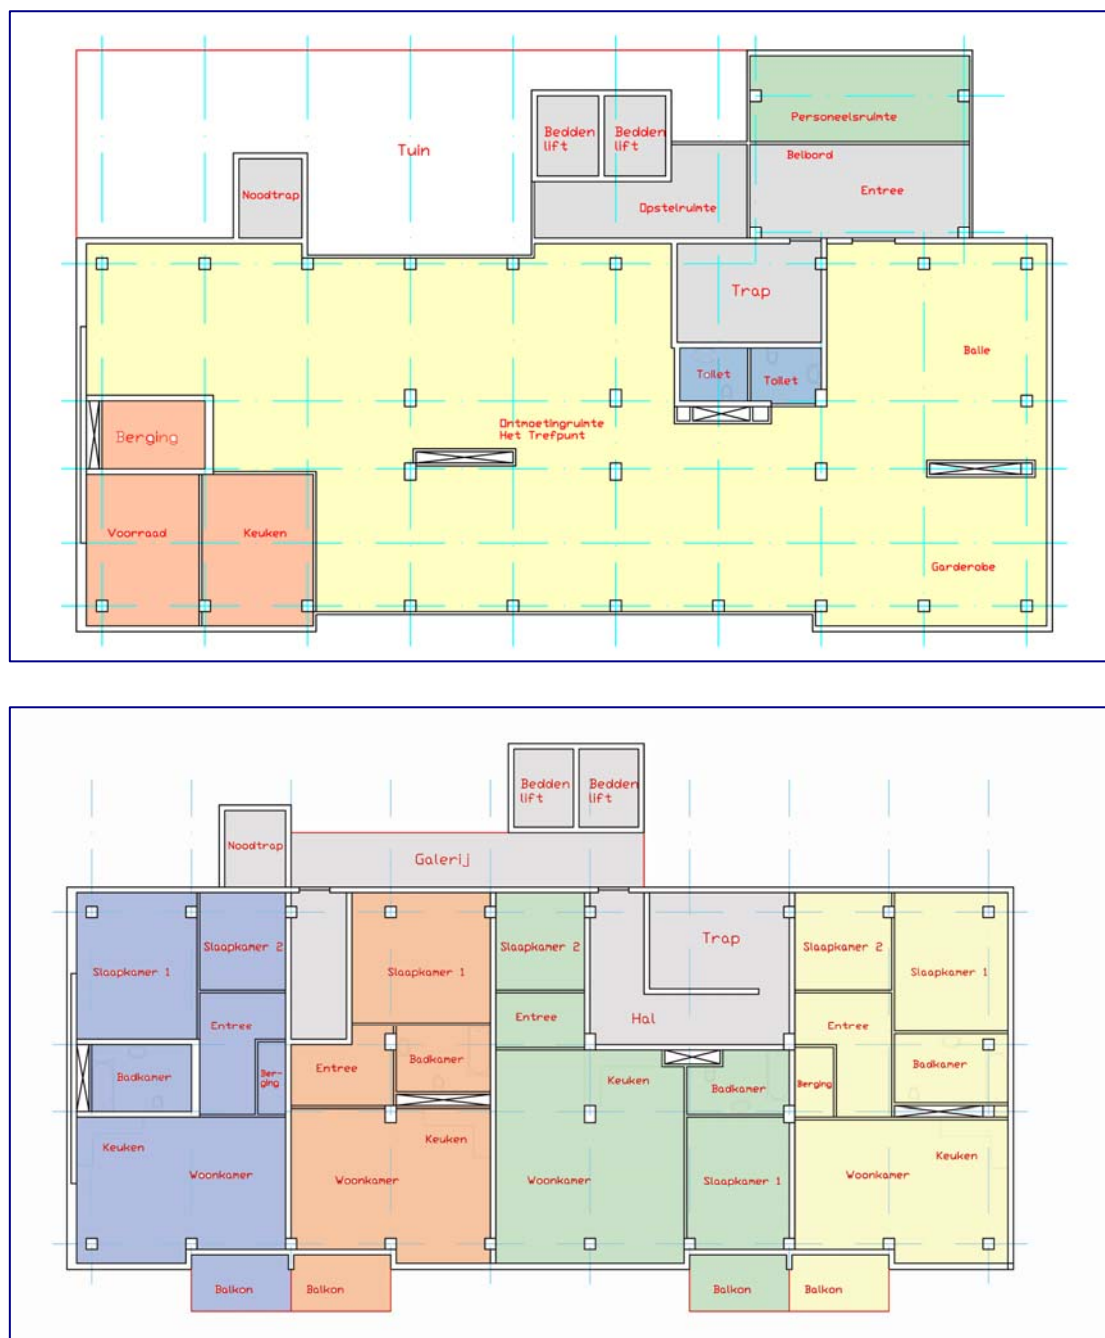 Personeelsruimte
Bedden
lift
Bedden
lift
Tuin
Belbord
Noodtrap
Entree
Opstelruimte
Trap
Balie
Toilet
Toilet
Ontmoetingruimte
Het Trefpunt
Berging
Voorraad
Keuken
Garderobe
Bedden
lift
Bedden
lift
Noodtrap
Galerij
Slaapkamer 2
Slaapkamer 2
Trap
Slaapkamer 2
Slaapkamer 1
Slaapkamer 1
Slaapkamer 1
Entree
Entree
Hal
Entree
Badkamer
Entree
Badkamer
Ber-
ging
Keuken
Badkamer
Berging
Badkamer
Keuken
Woonkamer
Keuken
Woonkamer
Woonkamer
Slaapkamer 1
Woonkamer
Keuken
Balkon
Balkon
Balkon
Balkon